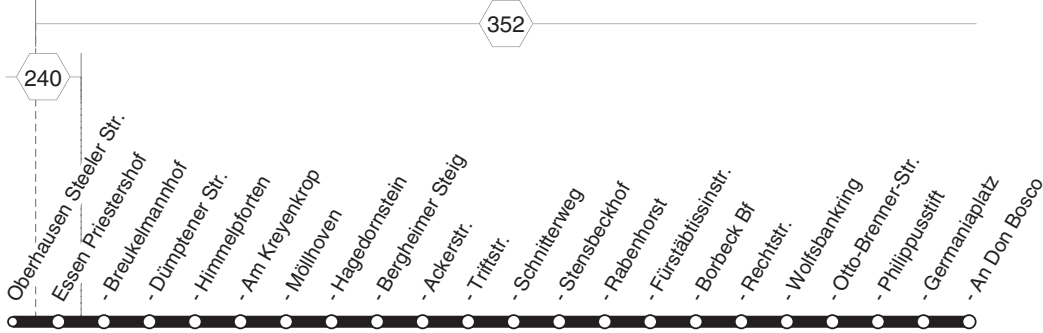 352
240
Oberhausen Steeler Str.
Essen Priestershof
- Breukelmannhof
- Dümptener Str.
- Himmelpforten
- Am Kreyenkrop
- Möllhoven
- Hagedornstein
- Bergheimer Steig
- Ackerstr.
- Triftstr.
- Schnitterweg
- Stensbeckhof
- Rabenhorst
- Fürstäbtissinstr.
- Borbeck Bf
- Rechtstr.
- Wolfsbankring
- Otto-Brenner-Str.
- Philippusstift
- Germaniaplatz
- An Don Bosco